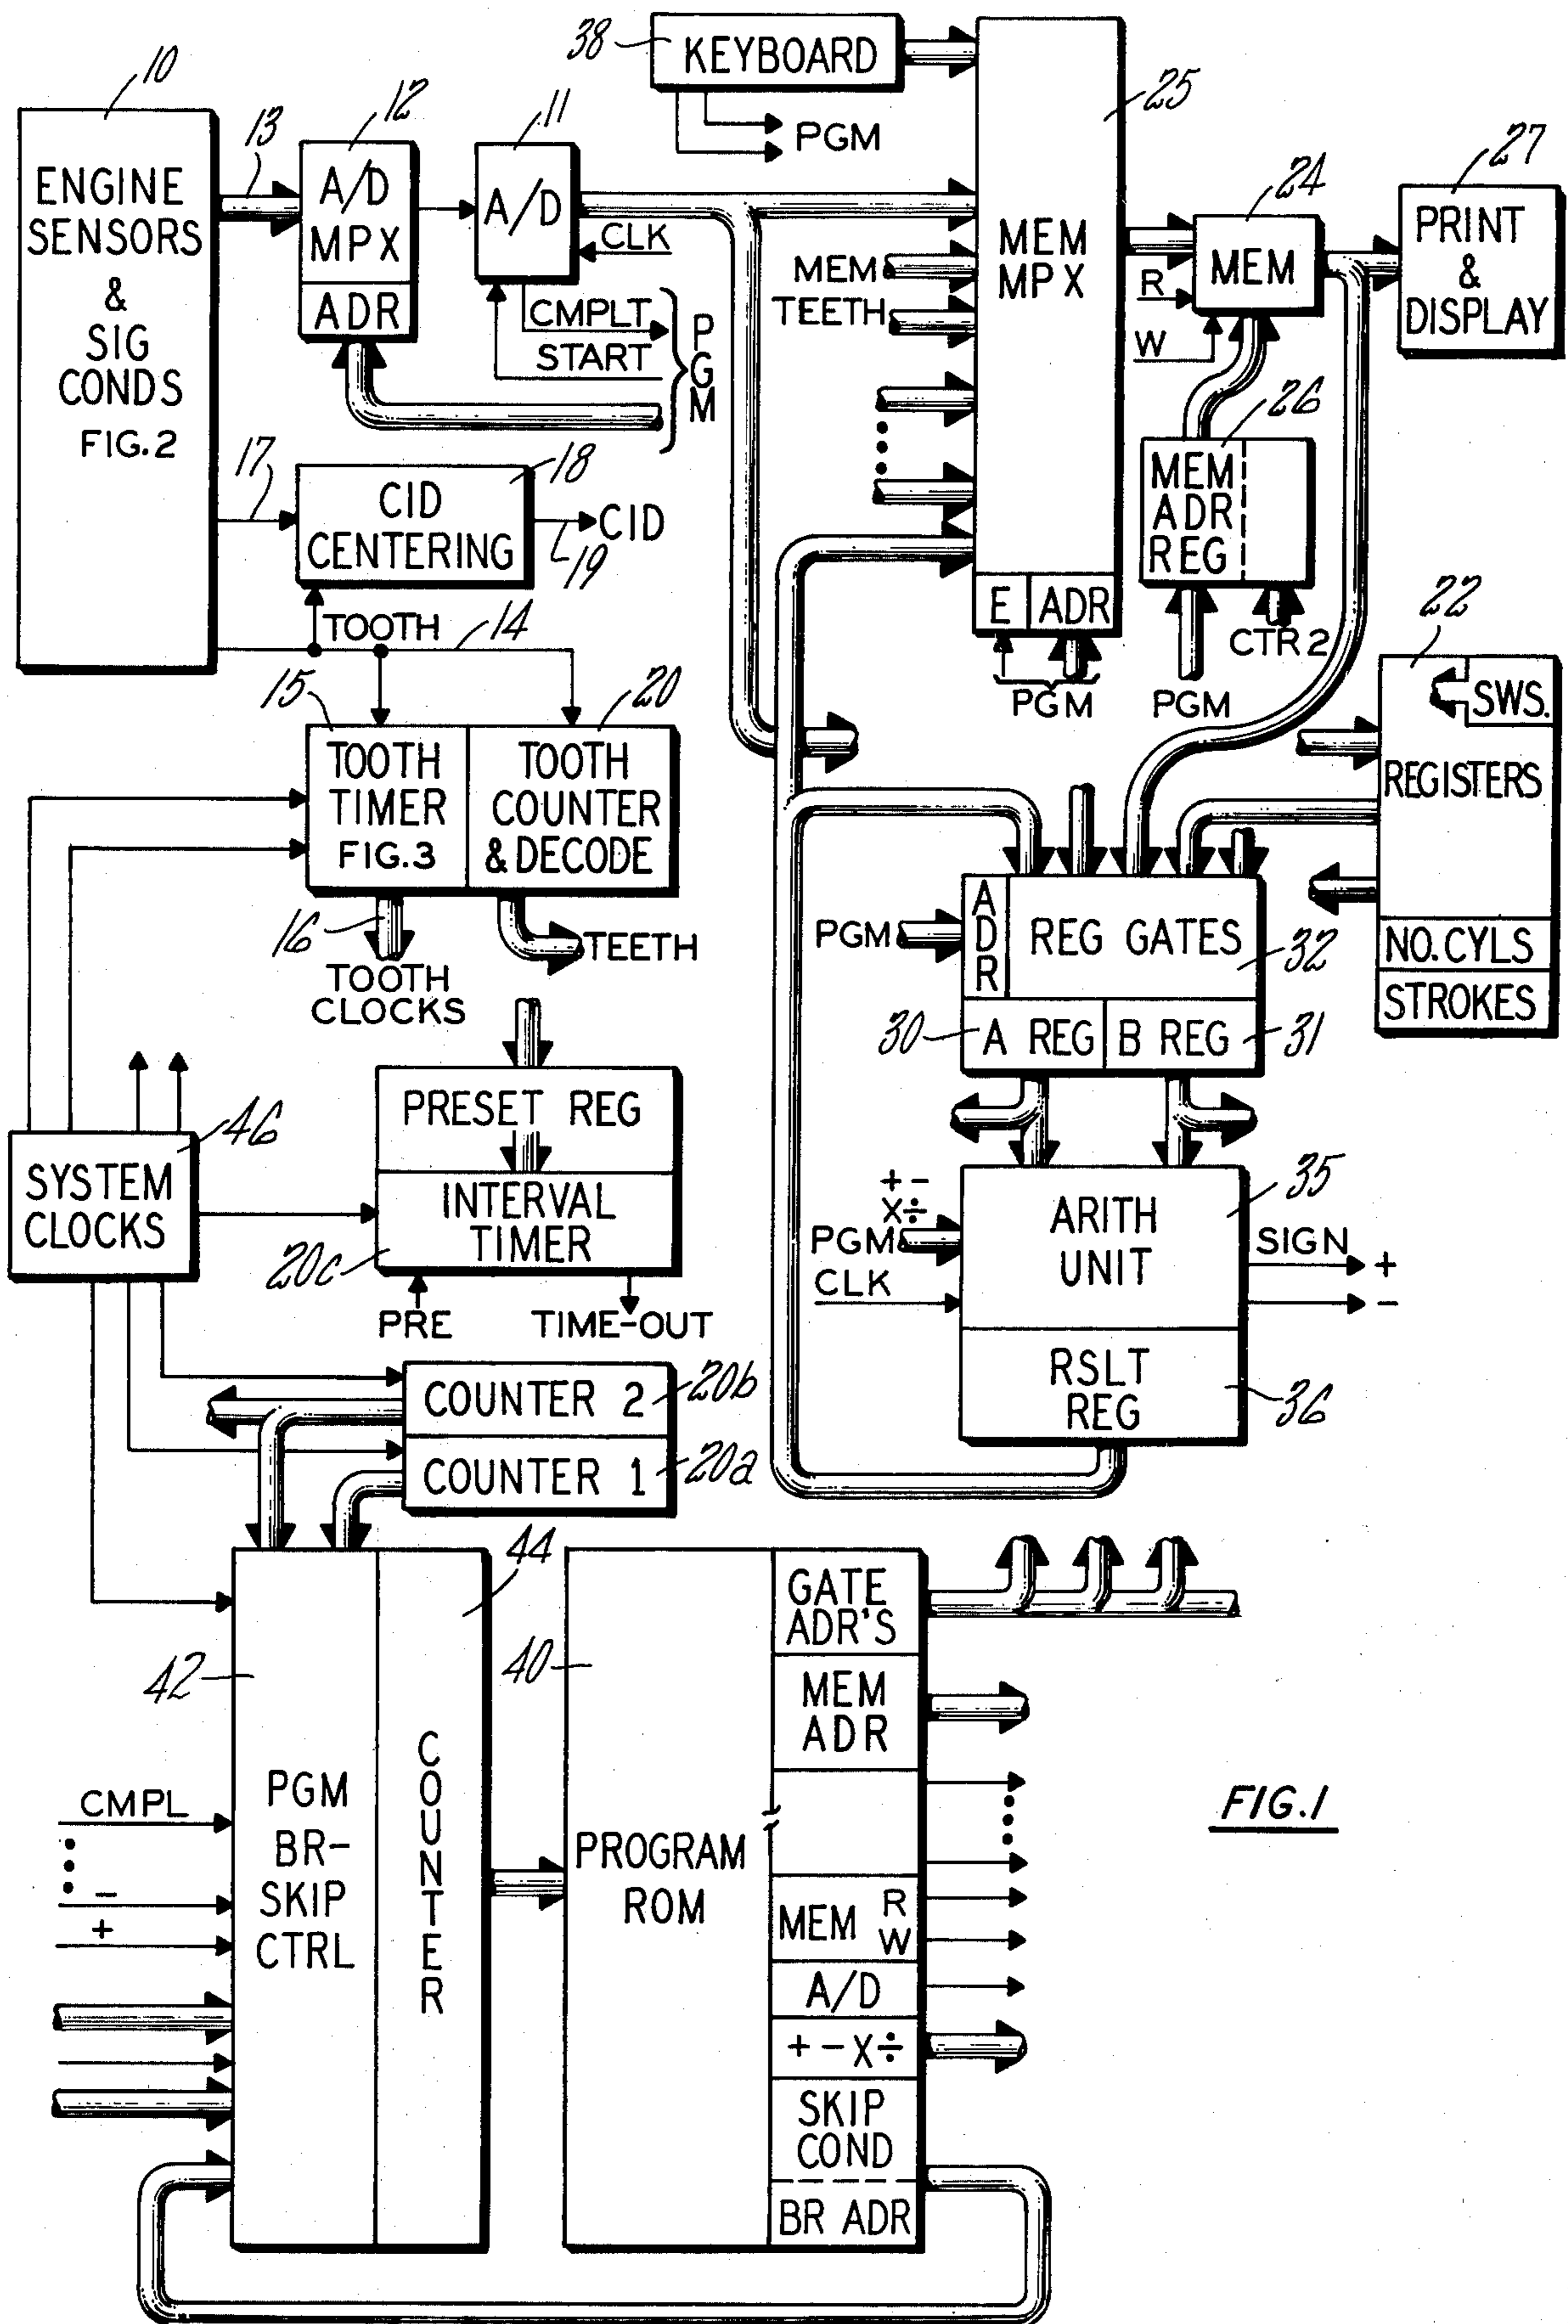 38
KEYBOARD
PGM
25
10
ENGINE
SENSORS
&
SIG
CONDS
FIG.2
13
12
A/D
MPX
ADR
11
A/D
CLK
CMPLT
START
PGM
MEM
TEETH
MEM
MPX
E
ADR
PGM
24
MEM
R
W
27
PRINT
&
DISPLAY
26
MEM
ADR
REG
CTR 2
PGM
17
18
CID
CENTERING
CID
19
TOOTH
14
15
TOOTH
TIMER
FIG.3
20
TOOTH
COUNTER
& DECODE
16
TOOTH
CLOCKS
TEETH
22
SWS.
REGISTERS
NO. CYLS
STROKES
PGM
ADR
REG GATES
32
30
A REG
B REG
31
46
SYSTEM
CLOCKS
PRESET REG
INTERVAL
TIMER
20c
PRE
TIME-OUT
+ -
X÷
PGM
CLK
ARITH
UNIT
35
SIGN
+
-
RSLT
REG
36
COUNTER 2
20b
COUNTER 1
20a
44
42
PGM
BR-
SKIP
CTRL
COUNTER
CMPL
-
+
40
PROGRAM
ROM
GATE
ADR'S
MEM
ADR
MEM
R
W
A/D
+ - X ÷
SKIP
COND
BR ADR
FIG.1